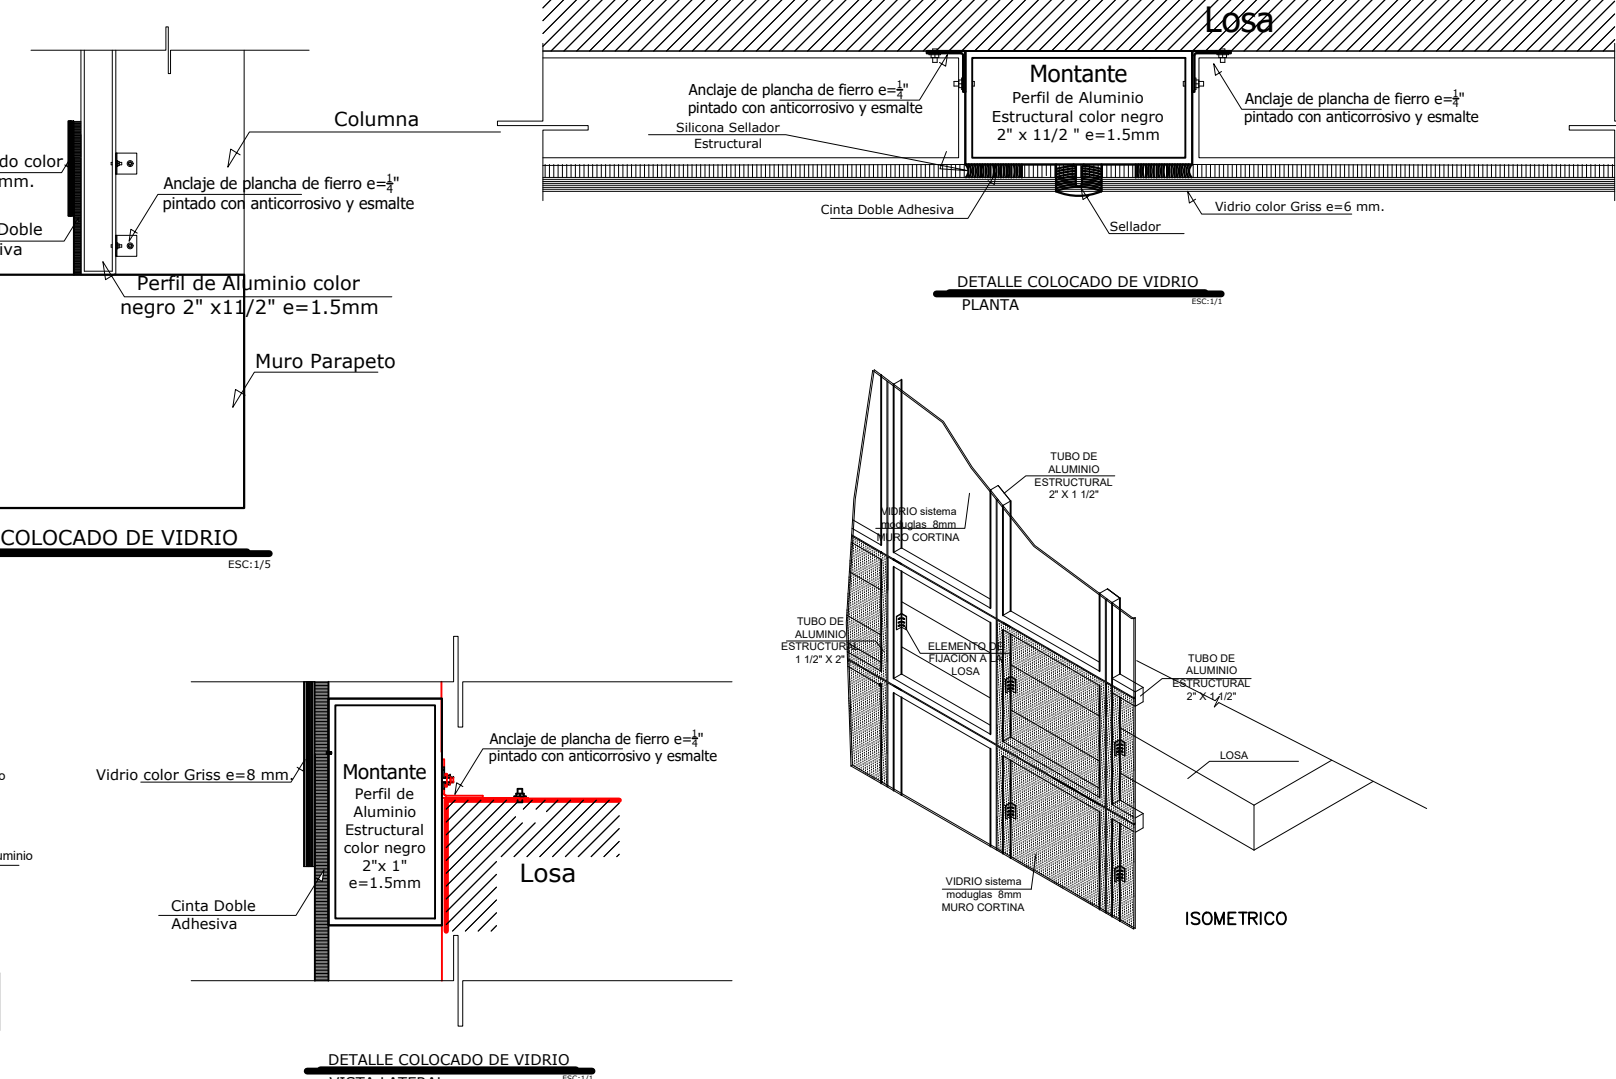 Losa
Montante
Perfil de Aluminio
Estructural color negro
2" x 11/2 " e=1.5mm
Anclaje de plancha de fierro e=1/4"
pintado con anticorrosivo y esmalte
Silicona Sellador
Estructural
Anclaje de plancha de fierro e=1/4"
pintado con anticorrosivo y esmalte
Cinta Doble Adhesiva
Sellador
Vidrio color Griss e=6 mm.
DETALLE COLOCADO DE VIDRIO
ESC:1/1
PLANTA
Columna
do color
mm.
Anclaje de plancha de fierro e=1/4"
pintado con anticorrosivo y esmalte
Doble
iva
Perfil de Aluminio color
negro 2" x11/2" e=1.5mm
Muro Parapeto
COLOCADO DE VIDRIO
ESC:1/5
TUBO DE
ALUMINIO
ESTRUCTURAL
2" X 1 1/2"
VIDRIO sistema
moduglas 8mm
MURO CORTINA
TUBO DE
ALUMINIO
ESTRUCTURAL
1 1/2" X 2"
ELEMENTO DE
FIJACION A LA
LOSA
TUBO DE
ALUMINIO
ESTRUCTURAL
2" X 1 1/2"
LOSA
VIDRIO sistema
moduglas 8mm
MURO CORTINA
ISOMETRICO
Anclaje de plancha de fierro e=1/4"
pintado con anticorrosivo y esmalte
Vidrio color Griss e=8 mm.
Montante
Perfil de
Aluminio
Estructural
color negro
2"x 1"
e=1.5mm
Losa
Cinta Doble
Adhesiva
o
uminio
DETALLE COLOCADO DE VIDRIO
ESC:1/1
VISTA LATERAL